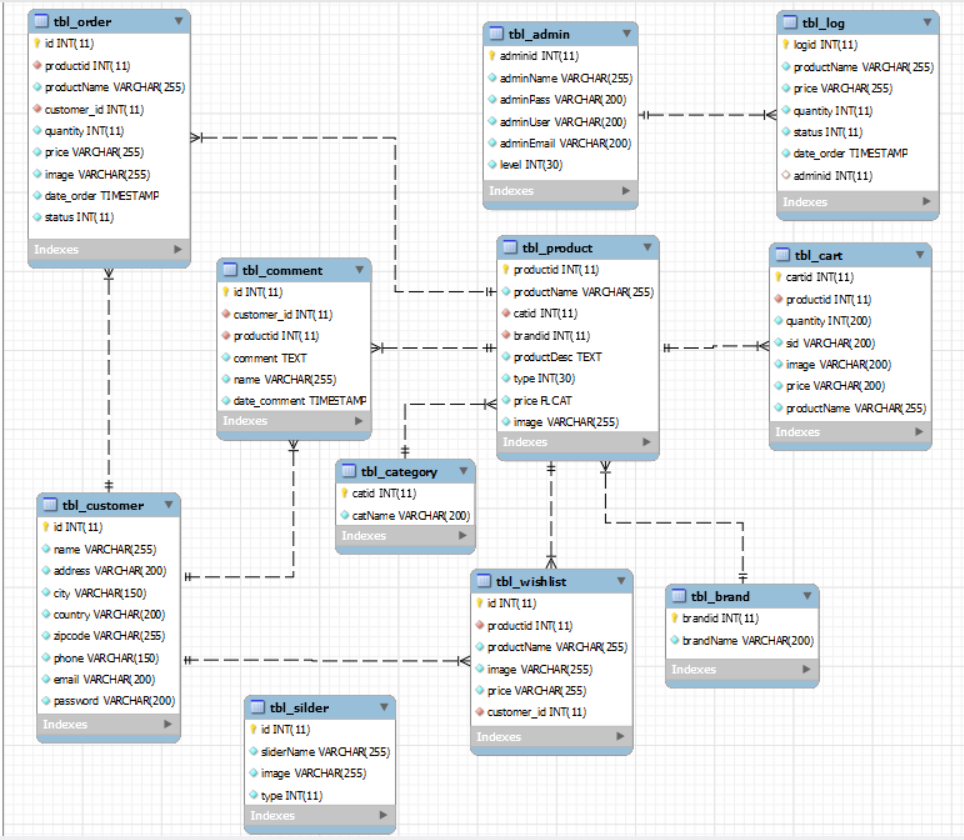 tbl_order
id INT(11)
productid INT(11)
productName VARCHAR(255)
customer_id INT(11)
quantity INT(11)
price VARCHAR(255)
image VARCHAR(255)
date_order TIMESTAMP
status INT(11)
Indexes
tbl_admin
adminid INT(11)
adminName VARCHAR(255)
adminPass VARCHAR(200)
adminUser VARCHAR(200)
adminEmail VARCHAR(200)
level INT(30)
Indexes
tbl_log
logid INT(11)
productName VARCHAR(255)
price VARCHAR(255)
quantity INT(11)
status INT(11)
date_order TIMESTAMP
adminid INT(11)
Indexes
tbl_comment
id INT(11)
customer_id INT(11)
productid INT(11)
comment TEXT
name VARCHAR(255)
date_comment TIMESTAMP
Indexes
tbl_product
productid INT(11)
productName VARCHAR(255)
catid INT(11)
brandid INT(11)
productDesc TEXT
type INT(30)
price FLOAT
image VARCHAR(255)
Indexes
tbl_cart
cartid INT(11)
productid INT(11)
quantity INT(200)
sid VARCHAR(200)
image VARCHAR(200)
price VARCHAR(200)
productName VARCHAR(255)
Indexes
tbl_category
catid INT(11)
catName VARCHAR(200)
Indexes
tbl_customer
id INT(11)
name VARCHAR(255)
address VARCHAR(200)
city VARCHAR(150)
country VARCHAR(200)
zipcode VARCHAR(255)
phone VARCHAR(150)
email VARCHAR(200)
password VARCHAR(200)
Indexes
tbl_wishlist
id INT(11)
productid INT(11)
productName VARCHAR(255)
image VARCHAR(255)
price VARCHAR(255)
customer_id INT(11)
Indexes
tbl_brand
brandid INT(11)
brandName VARCHAR(200)
Indexes
tbl_silder
id INT(11)
sliderName VARCHAR(255)
image VARCHAR(255)
type INT(11)
Indexes